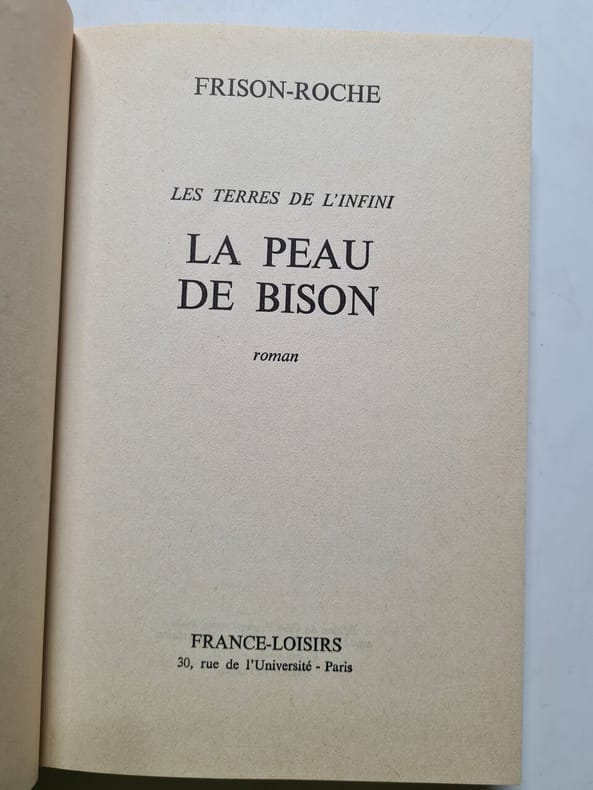 FRISON-ROCHE
LES TERRES DE L'INFINI
LA PEAU
DE BISON
roman
FRANCE-LOISIRS
30, rue de l'Université - Paris